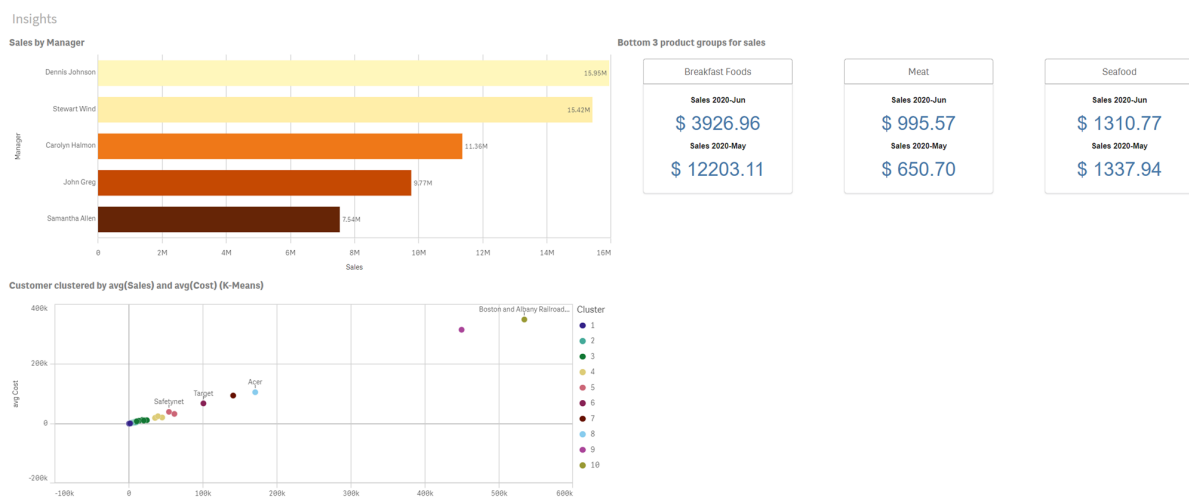 Insights
Sales by Manager
Manager
Dennis Johnson
15.95M
Stewart Wind
15.42M
Carolyn Halmon
11.36M
John Greg
9.77M
Samantha Allen
7.54M
0 2M 4M 6M 8M 10M 12M 14M 16M
Sales
Bottom 3 product groups for sales
Breakfast Foods
Sales 2020-Jun
$ 3926.96
Sales 2020-May
$ 12203.11
Meat
Sales 2020-Jun
$ 995.57
Sales 2020-May
$ 650.70
Seafood
Sales 2020-Jun
$ 1310.77
Sales 2020-May
$ 1337.94
Customer clustered by avg(Sales) and avg(Cost) (K-Means)
avg Cost
400k
200k
0
-200k
Boston and Albany Railroad...
Acer
Target
Safetynet
-100k 0 100k 200k 300k 400k 500k 600k
Cluster
1
2
3
4
5
6
7
8
9
10